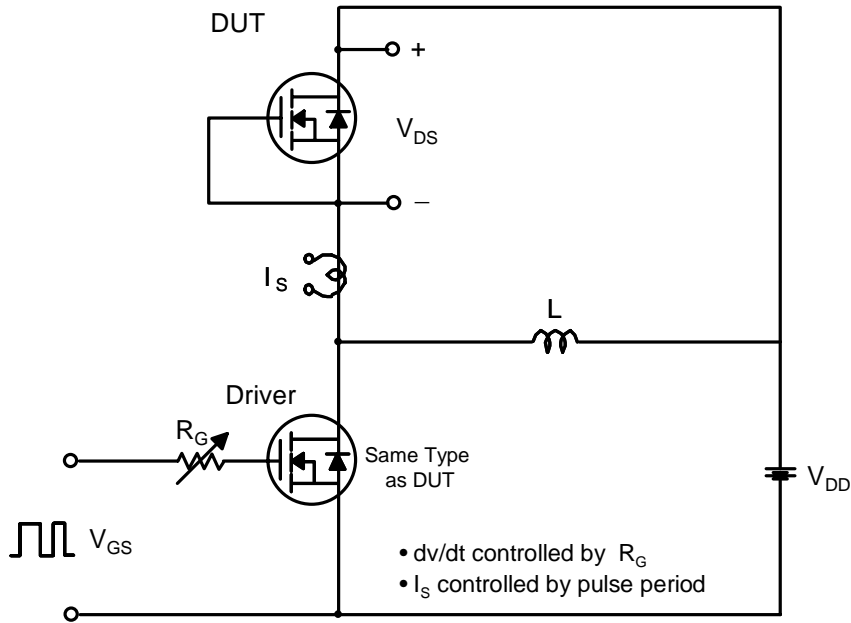 DUT
+
V_DS
−
I_S
L
Driver
R_G
Same Type
as DUT
V_DD
V_GS
• dv/dt controlled by R_G
• I_S controlled by pulse period